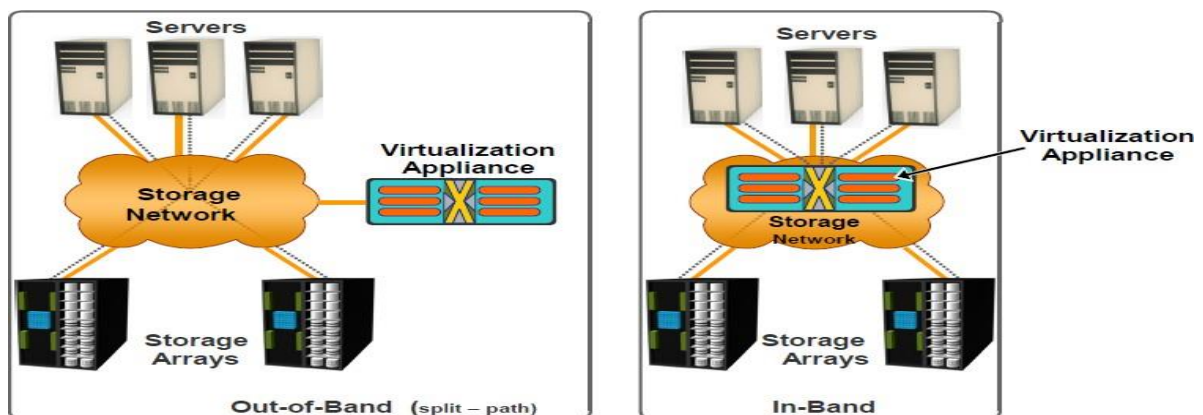 Servers
Virtualization
Appliance
Storage
Network
Storage
Arrays
Out-of-Band (split – path)
Servers
Virtualization
Appliance
Storage
Network
Storage
Arrays
In-Band